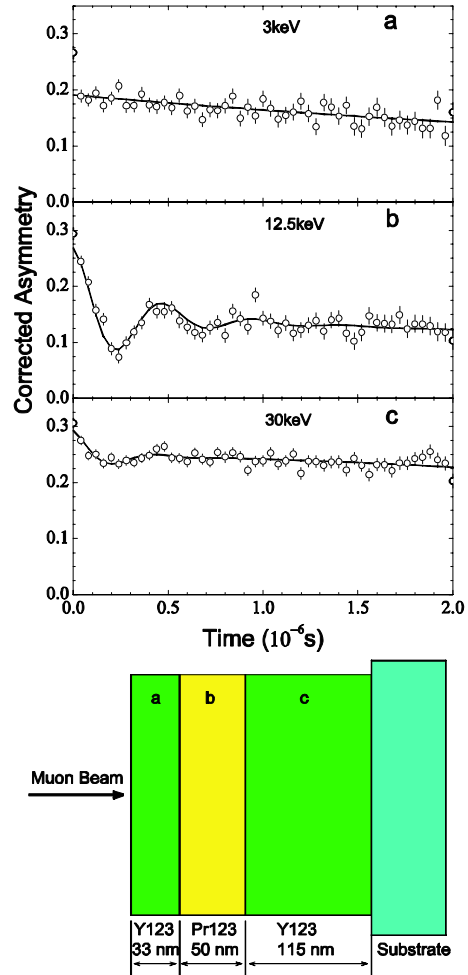 3keV
a
0.3
0.2
0.1
0.0
12.5keV
b
0.3
0.2
0.1
0.0
30keV
c
0.3
0.2
0.1
0.0
Corrected Asymmetry
0.0 0.5 1.0 1.5 2.0
Time (10⁻⁶s)
a b c
Muon Beam
Y123 Pr123 Y123 Substrate
33 nm 50 nm 115 nm